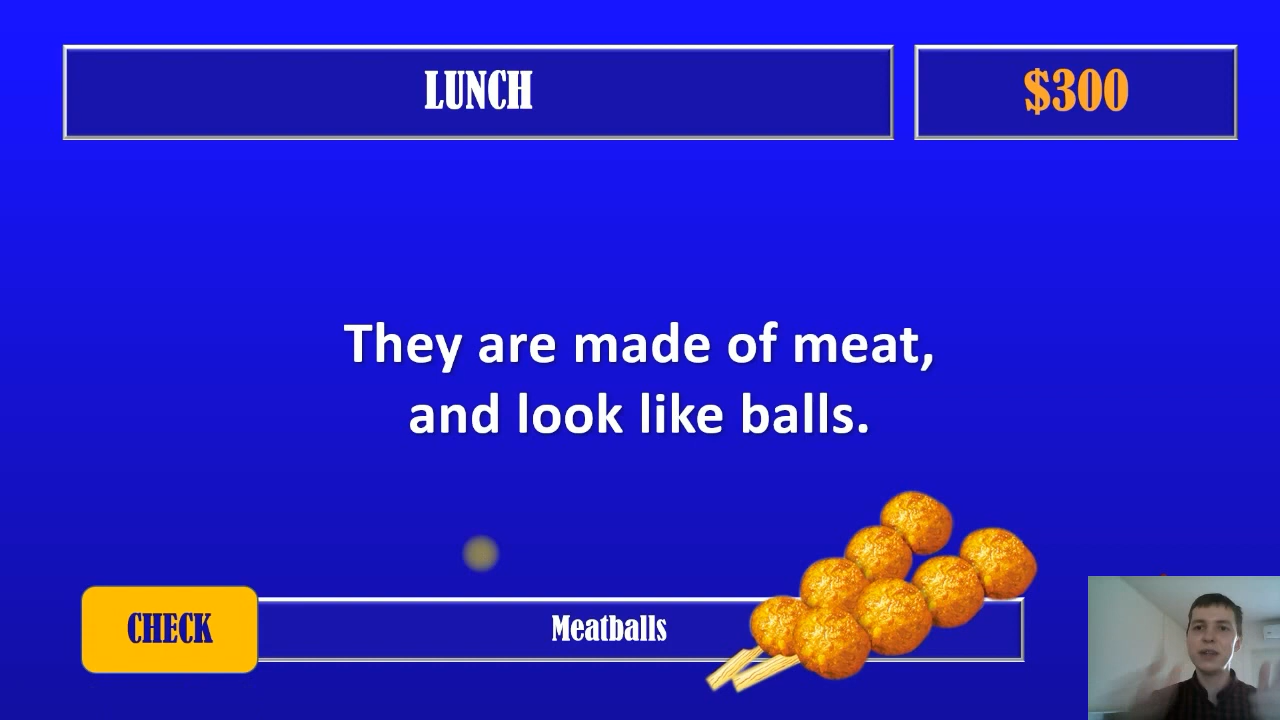 LUNCH
$300
They are made of meat,
and look like balls.
CHECK
Meatballs